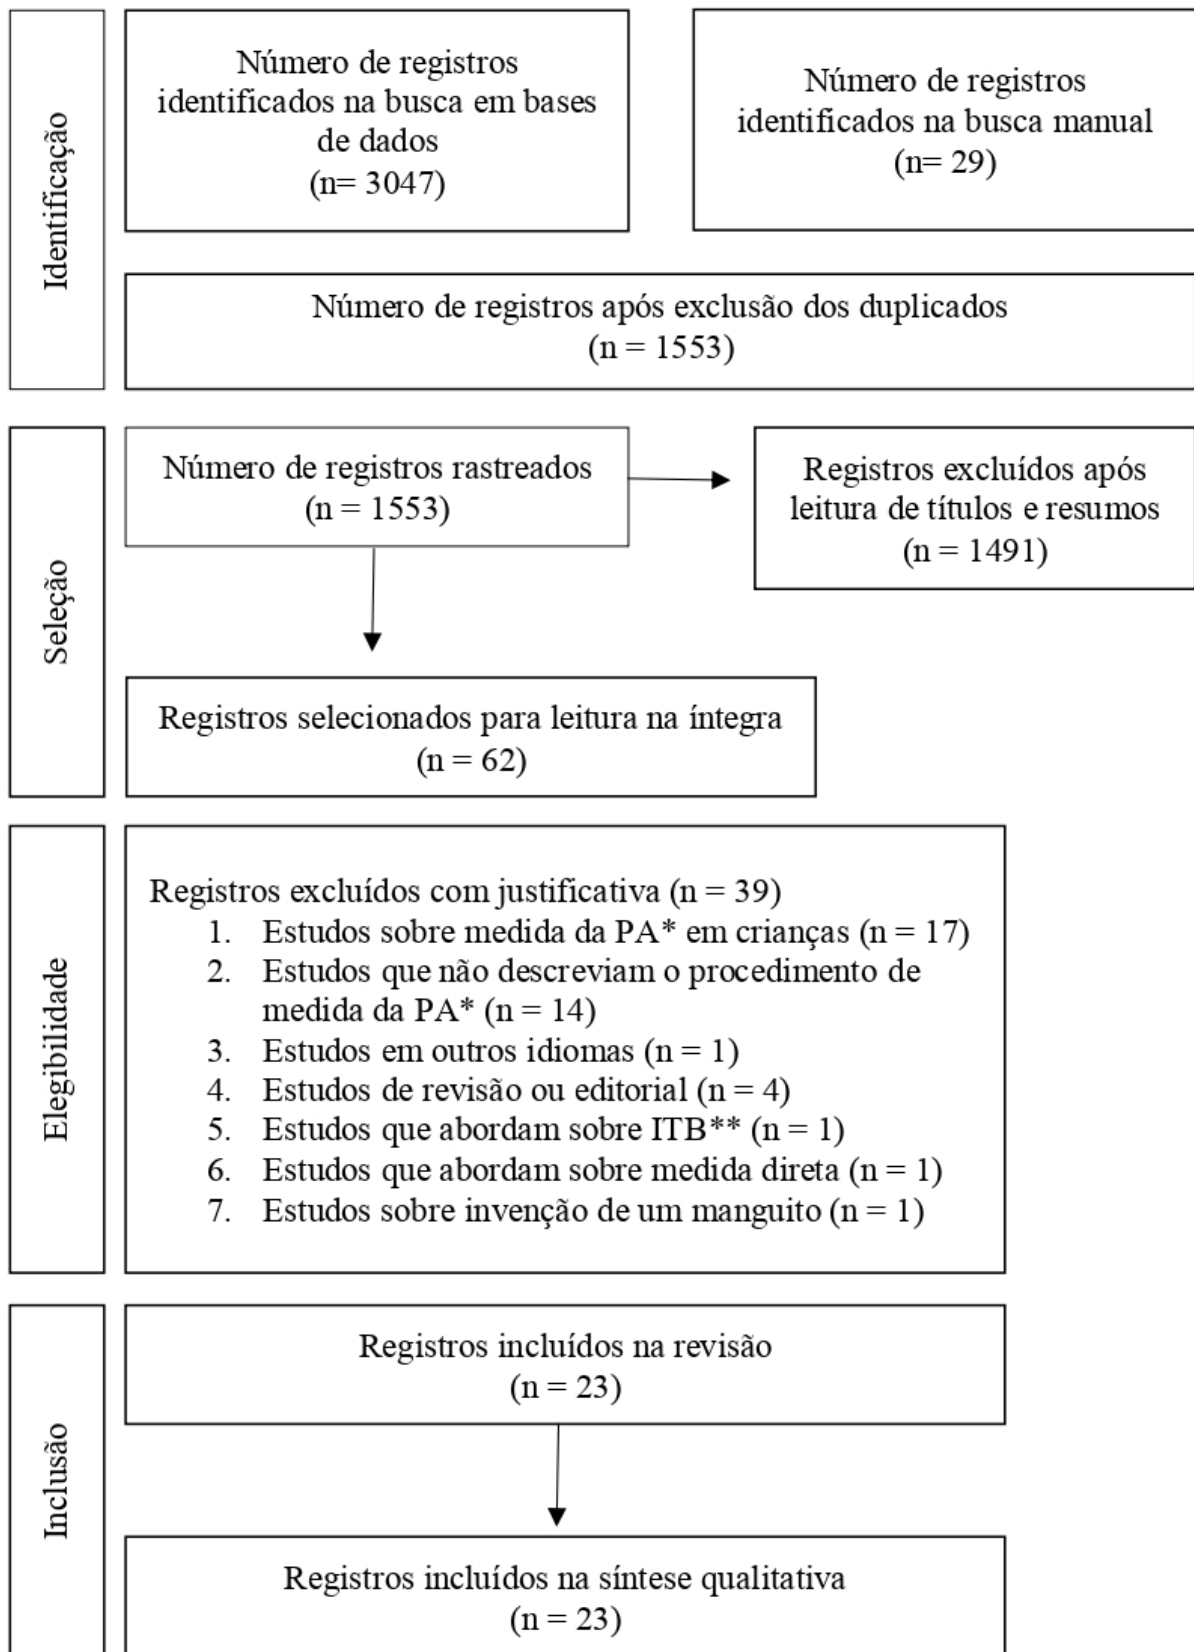 Identificação
Número de registros
identificados na busca em bases
de dados
(n= 3047)
Número de registros
identificados na busca manual
(n= 29)
Número de registros após exclusão dos duplicados
(n = 1553)
Seleção
Número de registros rastreados
(n = 1553)
Registros excluídos após
leitura de títulos e resumos
(n = 1491)
Registros selecionados para leitura na íntegra
(n = 62)
Elegibilidade
Registros excluídos com justificativa (n = 39)
1. Estudos sobre medida da PA* em crianças (n = 17)
2. Estudos que não descreviam o procedimento de
medida da PA* (n = 14)
3. Estudos em outros idiomas (n = 1)
4. Estudos de revisão ou editorial (n = 4)
5. Estudos que abordam sobre ITB** (n = 1)
6. Estudos que abordam sobre medida direta (n = 1)
7. Estudos sobre invenção de um manguito (n = 1)
Inclusão
Registros incluídos na revisão
(n = 23)
Registros incluídos na síntese qualitativa
(n = 23)